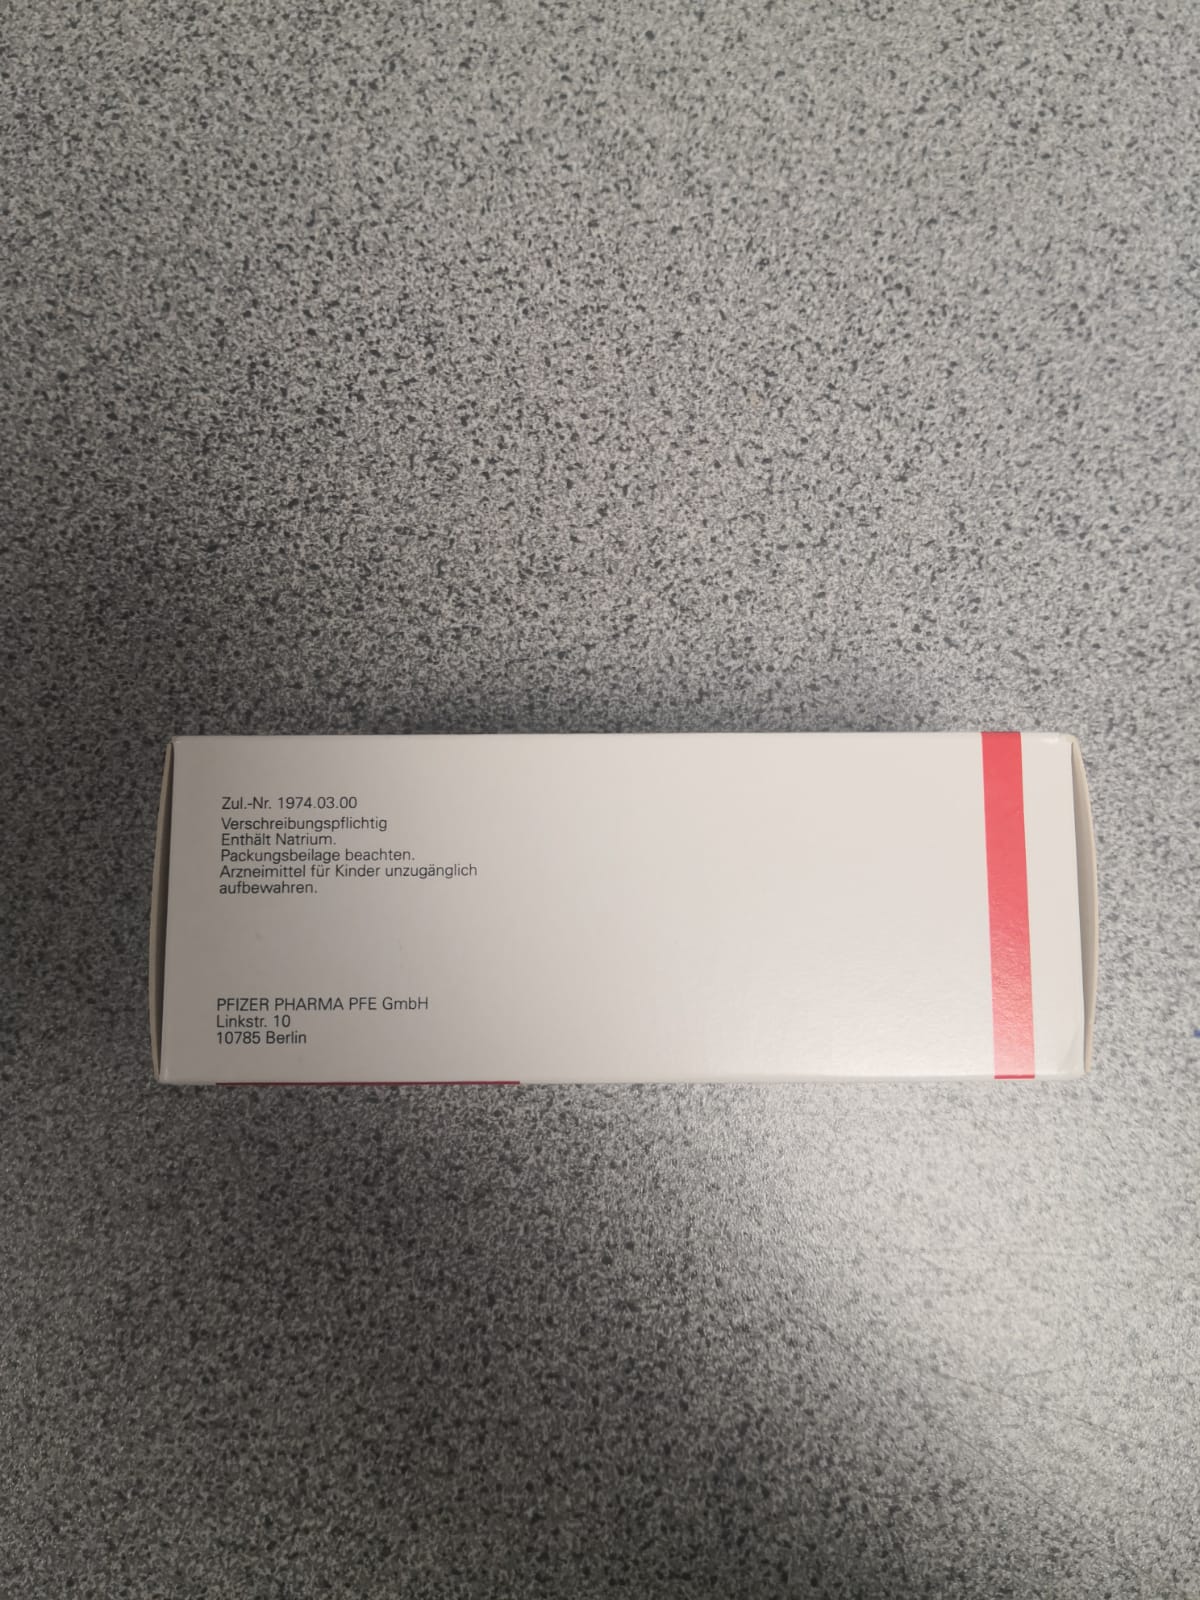 Zul.-Nr. 1974.03.00
Verschreibungspflichtig
Enthält Natrium.
Packungsbeilage beachten.
Arzneimittel für Kinder unzugänglich
aufbewahren.
PFIZER PHARMA PFE GmbH
Linkstr. 10
10785 Berlin